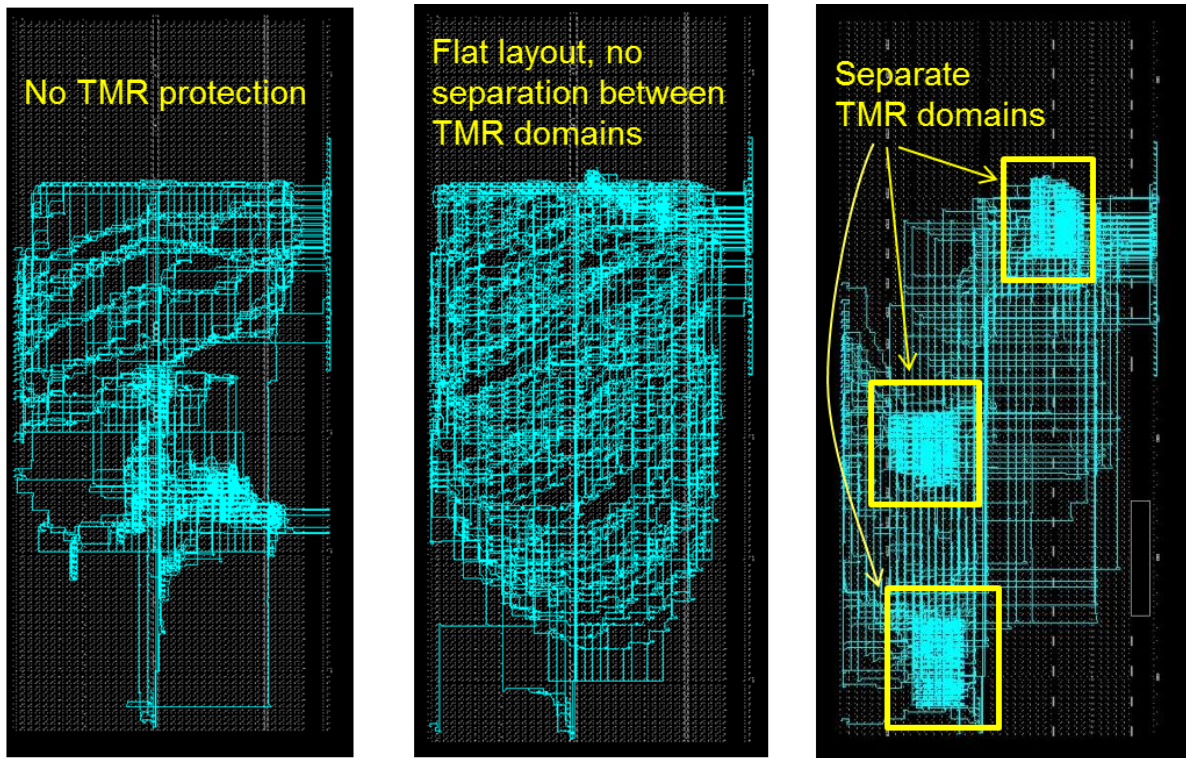 No TMR protection
Flat layout, no
separation between
TMR domains
Separate
TMR domains